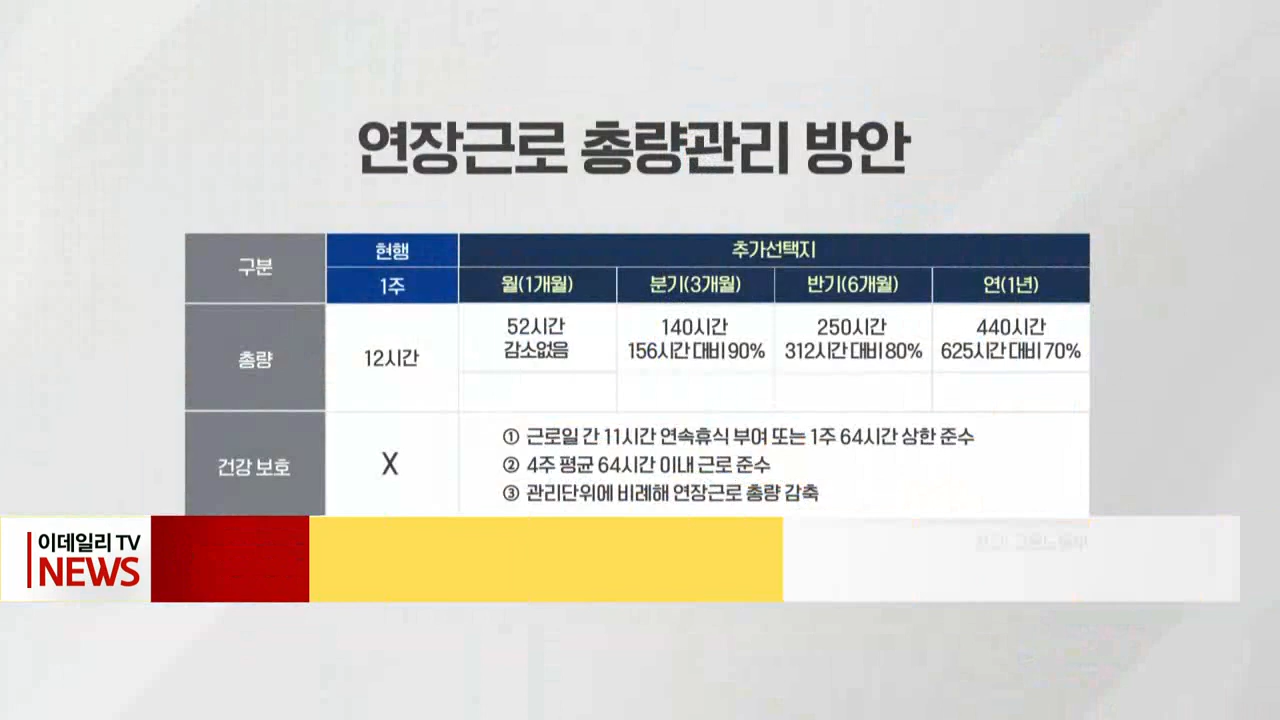 연장근로 총량관리 방안
구분
현행
추가선택지
1주
월(1개월)
분기(3개월)
반기(6개월)
연(1년)
총량
12시간
52시간
감소없음
140시간
156시간 대비 90%
250시간
312시간 대비 80%
440시간
625시간 대비 70%
건강 보호
X
① 근로일 간 11시간 연속휴식 부여 또는 1주 64시간 상한 준수
② 4주 평균 64시간 이내 근로 준수
③ 관리단위에 비례해 연장근로 총량 감축
이데일리 TV
NEWS